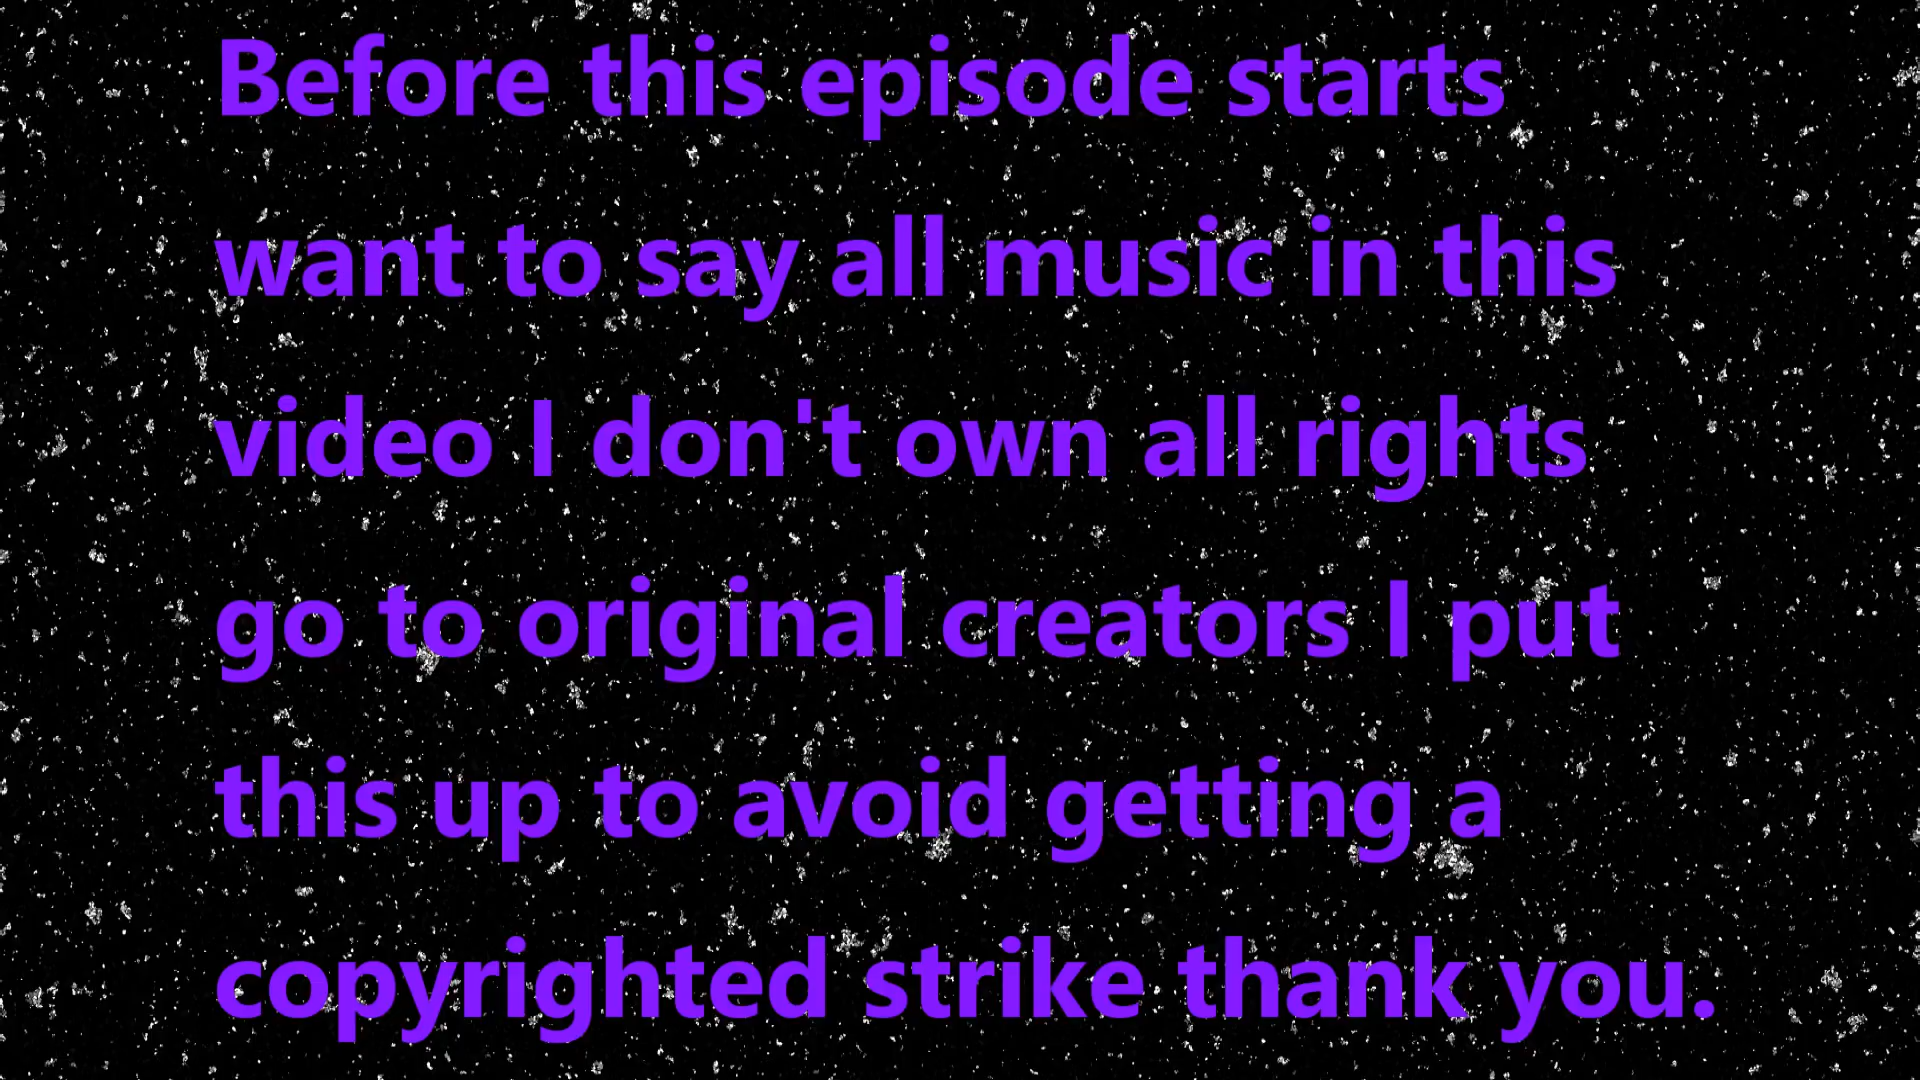 Before this episode starts
want to say all music in this
video I don't own all rights
go to original creators I put
this up to avoid getting a
copyrighted strike thank you.